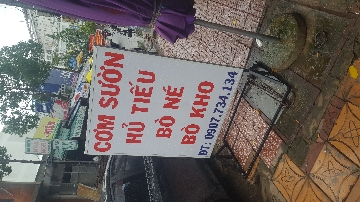 CƠM SƯỜN
HỦ TIẾU
BÒ NÉ
BÒ KHO
ĐT: 0907.734.134